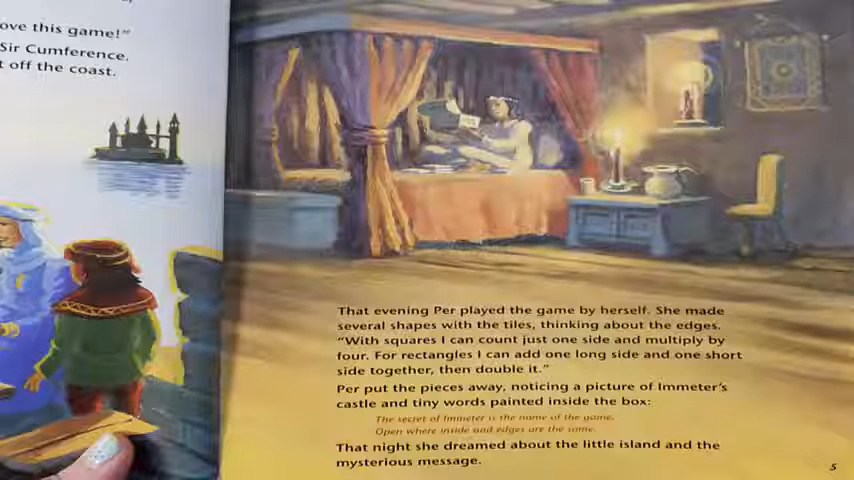 ove this game!"
Sir Cumference.
t off the coast.
That evening Per played the game by herself. She made
several shapes with the tiles, thinking about the edges.
"With squares I can count just one side and multiply by
four. For rectangles I can add one long side and one short
side together, then double it."
Per put the pieces away, noticing a picture of Immeter's
castle and tiny words painted inside the box:
The secret of Immeter is the name of the game.
Open where inside and edges are the same.
That night she dreamed about the little island and the
mysterious message.
5